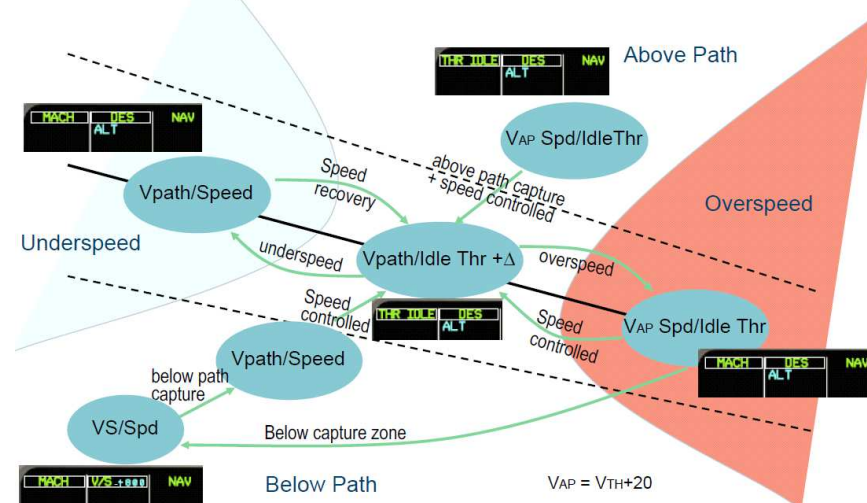 THR IDLE DES NAV
ALT
Above Path
MACH DES NAV
ALT
VAP Spd/IdleThr
above path capture
+ speed controlled
Speed
recovery
Vpath/Speed
Overspeed
Underspeed
underspeed
Vpath/Idle Thr +Δ
overspeed
Speed
controlled
THR IDLE DES
ALT
Speed
controlled
VAP Spd/Idle Thr
Vpath/Speed
MACH DES NAV
ALT
below path
capture
VS/Spd
Below capture zone
MACH V/S NAV
Below Path
VAP = VTH+20